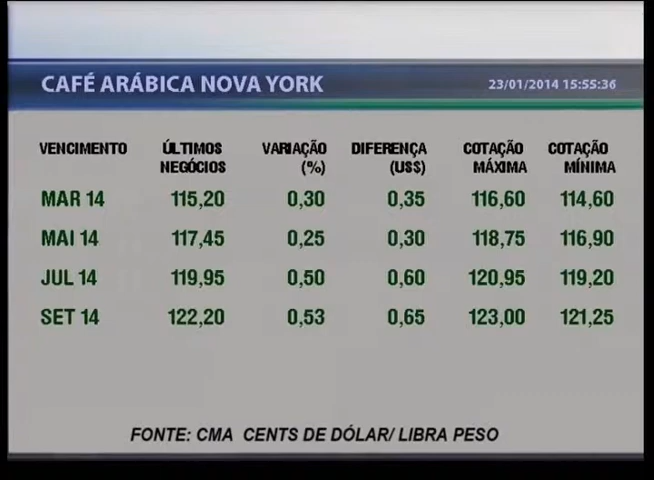 CAFÉ ARÁBICA NOVA YORK 23/01/2014 15:55:36
VENCIMENTO ÚLTIMOS NEGÓCIOS VARIAÇÃO (%) DIFERENÇA (US$) COTAÇÃO MÁXIMA COTAÇÃO MÍNIMA
MAR 14 115,20 0,30 0,35 116,60 114,60
MAI 14 117,45 0,25 0,30 118,75 116,90
JUL 14 119,95 0,50 0,60 120,95 119,20
SET 14 122,20 0,53 0,65 123,00 121,25
FONTE: CMA CENTS DE DÓLAR/ LIBRA PESO